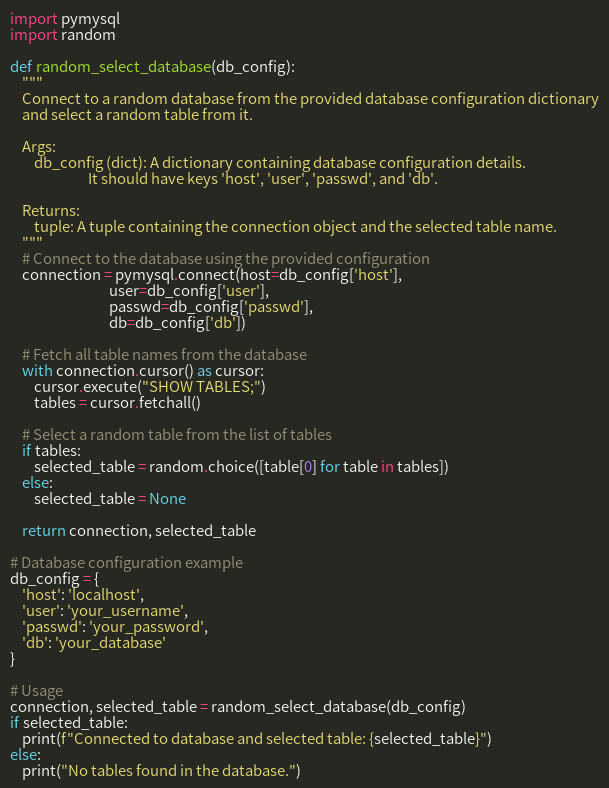 import pymysql
import random

def random_select_database(db_config):
    """
    Connect to a random database from the provided database configuration dictionary
    and select a random table from it.

    Args:
        db_config (dict): A dictionary containing database configuration details.
                          It should have keys 'host', 'user', 'passwd', and 'db'.

    Returns:
        tuple: A tuple containing the connection object and the selected table name.
    """
    # Connect to the database using the provided configuration
    connection = pymysql.connect(host=db_config['host'],
                                 user=db_config['user'],
                                 passwd=db_config['passwd'],
                                 db=db_config['db'])

    # Fetch all table names from the database
    with connection.cursor() as cursor:
        cursor.execute("SHOW TABLES;")
        tables = cursor.fetchall()

    # Select a random table from the list of tables
    if tables:
        selected_table = random.choice([table[0] for table in tables])
    else:
        selected_table = None

    return connection, selected_table

# Database configuration example
db_config = {
    'host': 'localhost',
    'user': 'your_username',
    'passwd': 'your_password',
    'db': 'your_database'
}

# Usage
connection, selected_table = random_select_database(db_config)
if selected_table:
    print(f"Connected to database and selected table: {selected_table}")
else:
    print("No tables found in the database.")